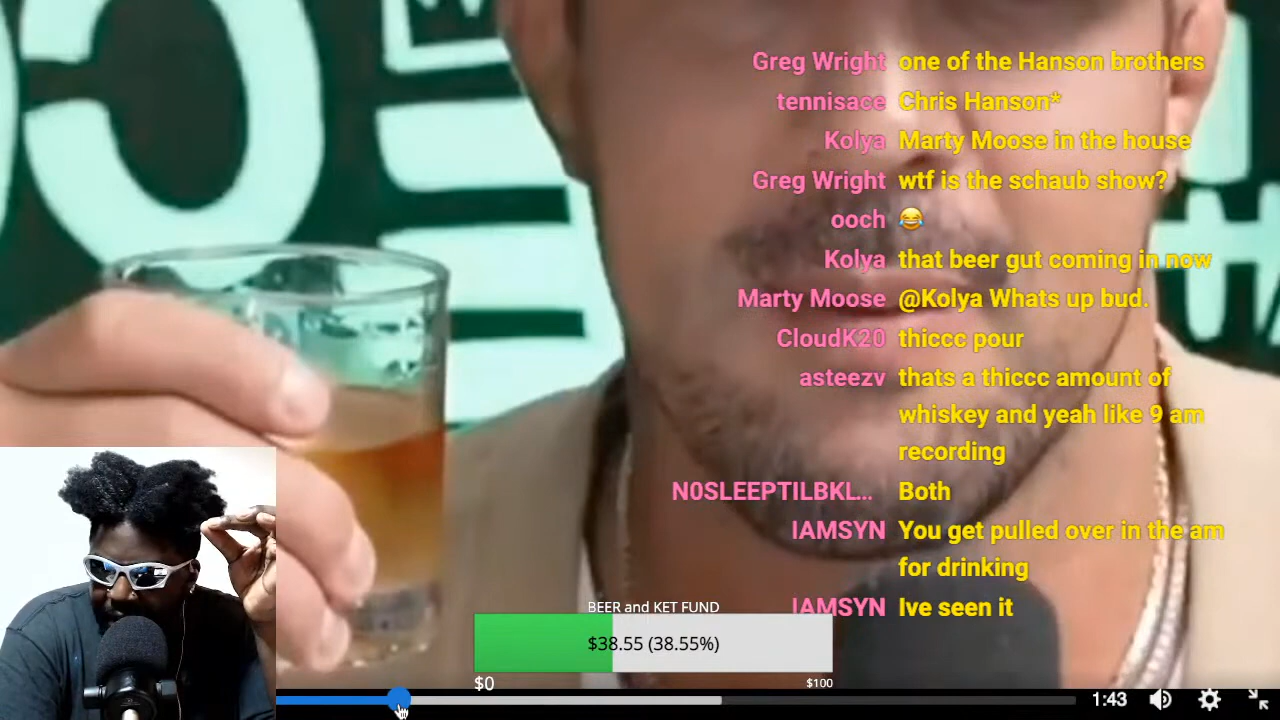 Greg Wright one of the Hanson brothers
tennisace Chris Hanson*
Kolya Marty Moose in the house
Greg Wright wtf is the schaub show?
ooch 😂
Kolya that beer gut coming in now
Marty Moose @Kolya Whats up bud.
CloudK20 thiccc pour
asteezv thats a thiccc amount of
whiskey and yeah like 9 am
recording
N0SLEEPTILBKL... Both
IAMSYN You get pulled over in the am
for drinking
BEER and KET FUND
IAMSYN Ive seen it
$38.55 (38.55%)
$0 $100
1:43